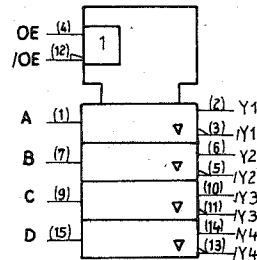 OE (4)
/OE (12) 1
A (1) (2) Y1
(3) /Y1
B (7) (6) Y2
(5) /Y2
C (9) (10) Y3
(11) /Y3
D (15) (14) Y4
(13) /Y4